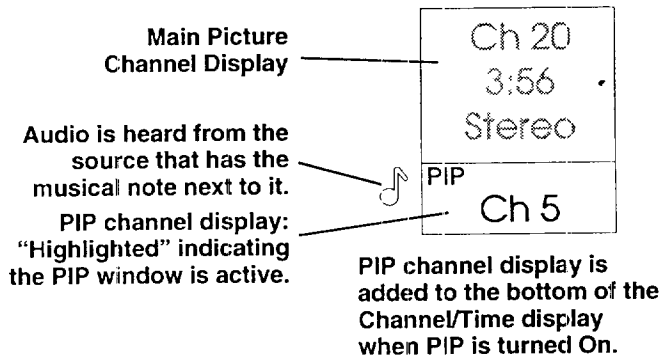 Main Picture
Channel Display
Ch 20
3:56
Stereo
Audio is heard from the
source that has the
musical note next to it.
PIP channel display:
“Highlighted” indicating
the PIP window is active.
PIP
Ch 5
PIP channel display is
added to the bottom of the
Channel/Time display
when PIP is turned On.